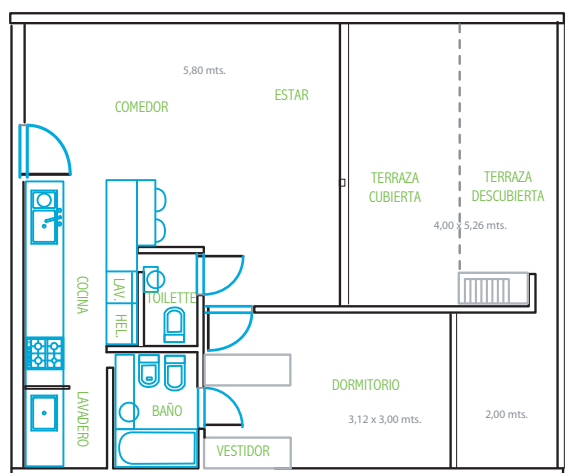 5,80 mts.
ESTAR
COMEDOR
TERRAZA
CUBIERTA
TERRAZA
DESCUBIERTA
4,00 x 5,26 mts.
COCINA
LAV.
TOILETTE
HEL.
DORMITORIO
LAVADERO
BAÑO
3,12 x 3,00 mts.
2,00 mts.
VESTIDOR